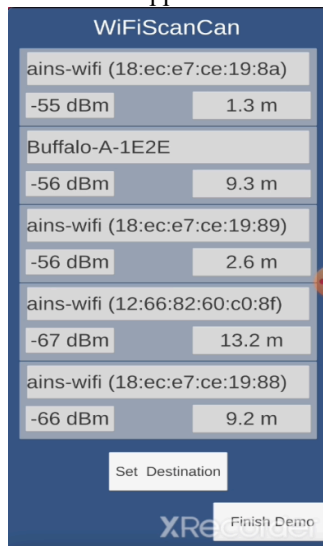 WiFiScanCan
ains-wifi (18:ec:e7:ce:19:8a)
-55 dBm 1.3 m
Buffalo-A-1E2E
-56 dBm 9.3 m
ains-wifi (18:ec:e7:ce:19:89)
-56 dBm 2.6 m
ains-wifi (12:66:82:60:c0:8f)
-67 dBm 13.2 m
ains-wifi (18:ec:e7:ce:19:88)
-66 dBm 9.2 m
Set Destination
Finish Demo
XRecorder